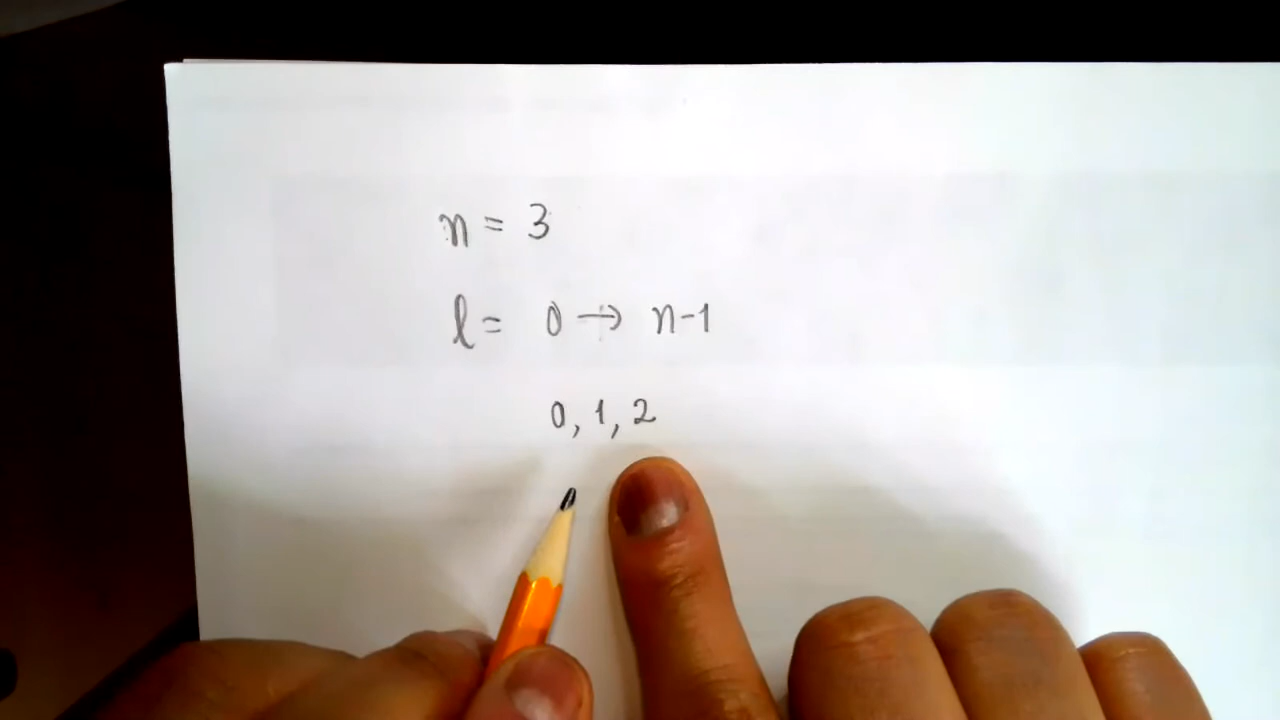 n = 3
l = 0 → n-1
0, 1, 2